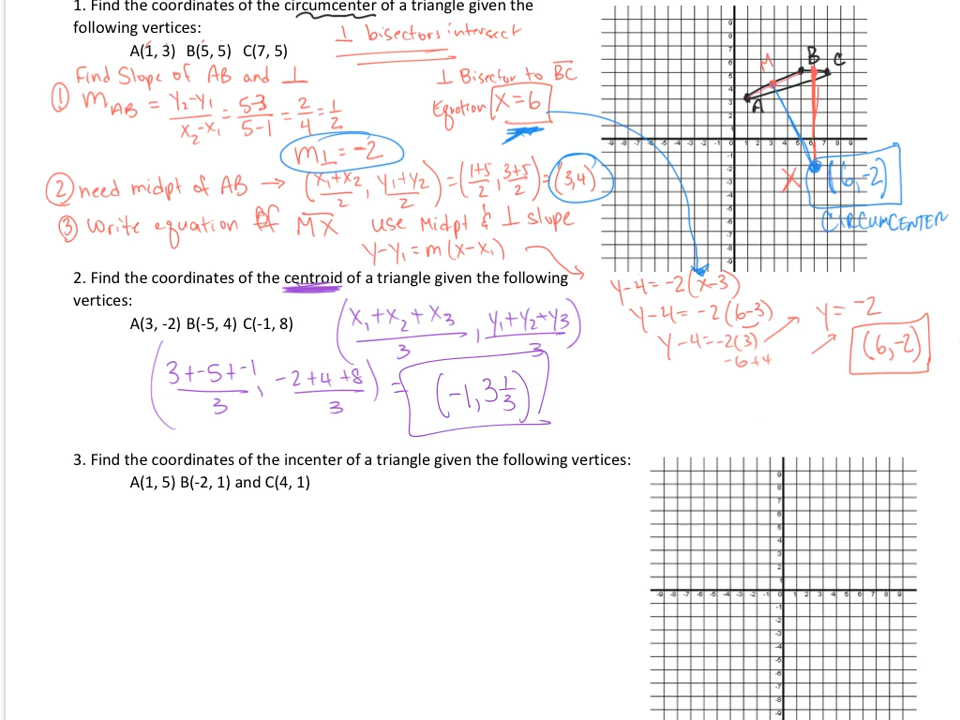 1. Find the coordinates of the circumcenter of a triangle given the
following vertices:
⊥ bisectors intersect
A(1, 3) B(5, 5) C(7, 5)
Find Slope of AB and ⊥
① m_AB = (Y₂-Y₁)/(X₂-X₁) = (5-3)/(5-1) = 2/4 = 1/2
m⊥ = -2
⊥ Bisector to BC
Equation X=6
② need midpt of AB → ((X₁+X₂)/2, (Y₁+Y₂)/2) = ((1+5)/2, (3+5)/2) = (3,4)
③ Write equation of MX use Midpt & ⊥ slope
Y-Y₁ = m(X-X₁)
M B C
A
X (6,-2)
CIRCUMCENTER
Y-4=-2(X-3)
Y-4=-2(6-3)
Y-4=-2(3)
-6+4
Y=-2
(6,-2)
2. Find the coordinates of the centroid of a triangle given the following
vertices:
A(3, -2) B(-5, 4) C(-1, 8)
((X₁+X₂+X₃)/3, (Y₁+Y₂+Y₃)/3)
((3+-5+-1)/3, (-2+4+8)/3) = (-1, 3 1/3)
3. Find the coordinates of the incenter of a triangle given the following vertices:
A(1, 5) B(-2, 1) and C(4, 1)